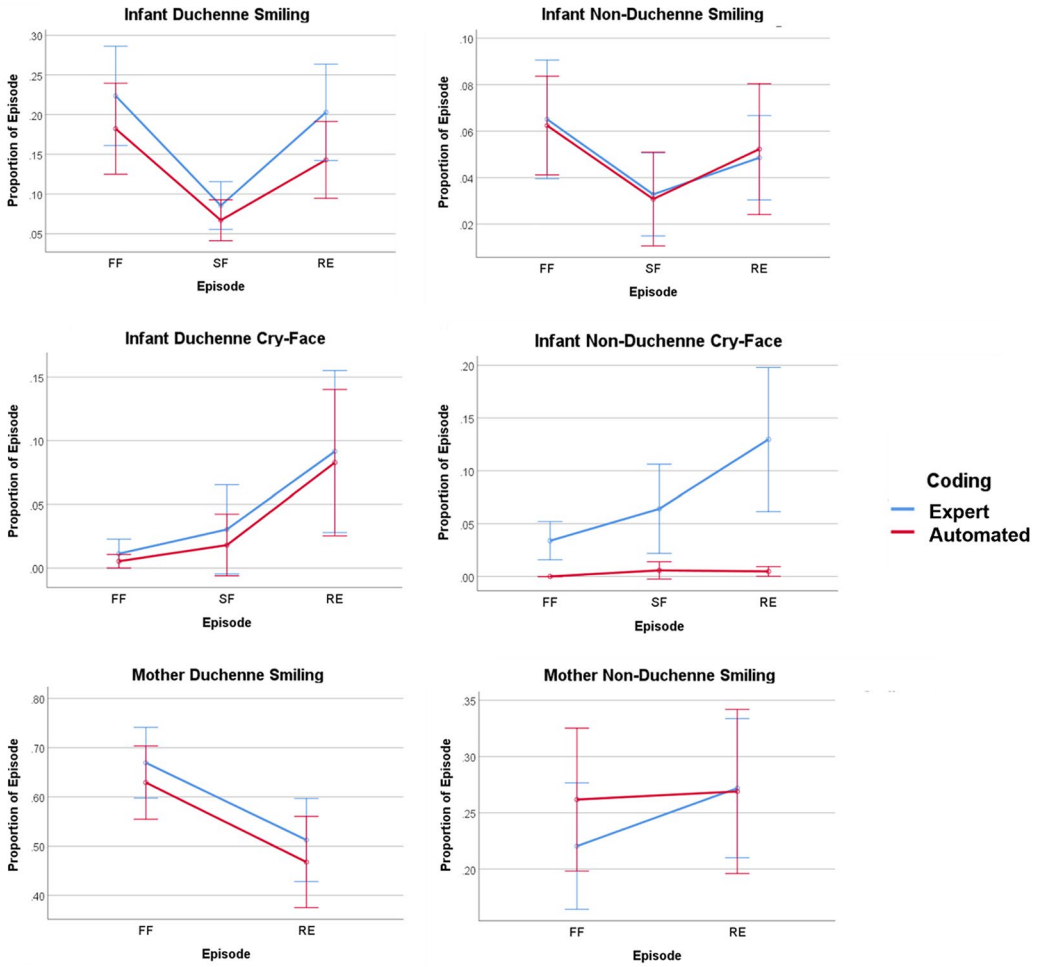 Infant Duchenne Smiling
Proportion of Episode
.30
.25
.20
.15
.10
.05
FF SF RE
Episode
Infant Non-Duchenne Smiling
Proportion of Episode
.10
.08
.06
.04
.02
FF SF RE
Episode
Infant Duchenne Cry-Face
Proportion of Episode
.15
.10
.05
.00
FF SF RE
Episode
Infant Non-Duchenne Cry-Face
Proportion of Episode
.20
.15
.10
.05
.00
FF SF RE
Episode
Coding
Expert
Automated
Mother Duchenne Smiling
Proportion of Episode
.80
.70
.60
.50
.40
FF RE
Episode
Mother Non-Duchenne Smiling
Proportion of Episode
.35
.30
.25
.20
FF RE
Episode